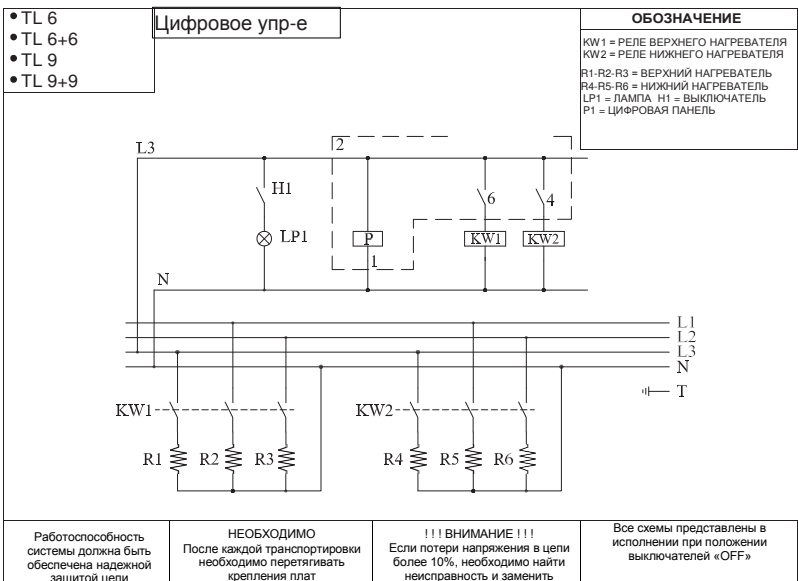 • TL 6
• TL 6+6
• TL 9
• TL 9+9
Цифровое упр-е
ОБОЗНАЧЕНИЕ
KW1 = РЕЛЕ ВЕРХНЕГО НАГРЕВАТЕЛЯ
KW2 = РЕЛЕ НИЖНЕГО НАГРЕВАТЕЛЯ
R1-R2-R3 = ВЕРХНИЙ НАГРЕВАТЕЛЬ
R4-R5-R6 = НИЖНИЙ НАГРЕВАТЕЛЬ
LP1 = ЛАМПА H1 = ВЫКЛЮЧАТЕЛЬ
P1 = ЦИФРОВАЯ ПАНЕЛЬ
L3
2
H1
6
4
LP1
P
KW1
KW2
1
N
L1
L2
L3
N
T
KW1
KW2
R1
R2
R3
R4
R5
R6
Работоспособность
системы должна быть
обеспечена надежной
защитой цепи
НЕОБХОДИМО
После каждой транспортировки
необходимо перетягивать
крепления плат
! ! ! ВНИМАНИЕ ! ! !
Если потери напряжения в цепи
более 10%, необходимо найти
неисправность и заменить
Все схемы представлены в
исполнении при положении
выключателей «OFF»